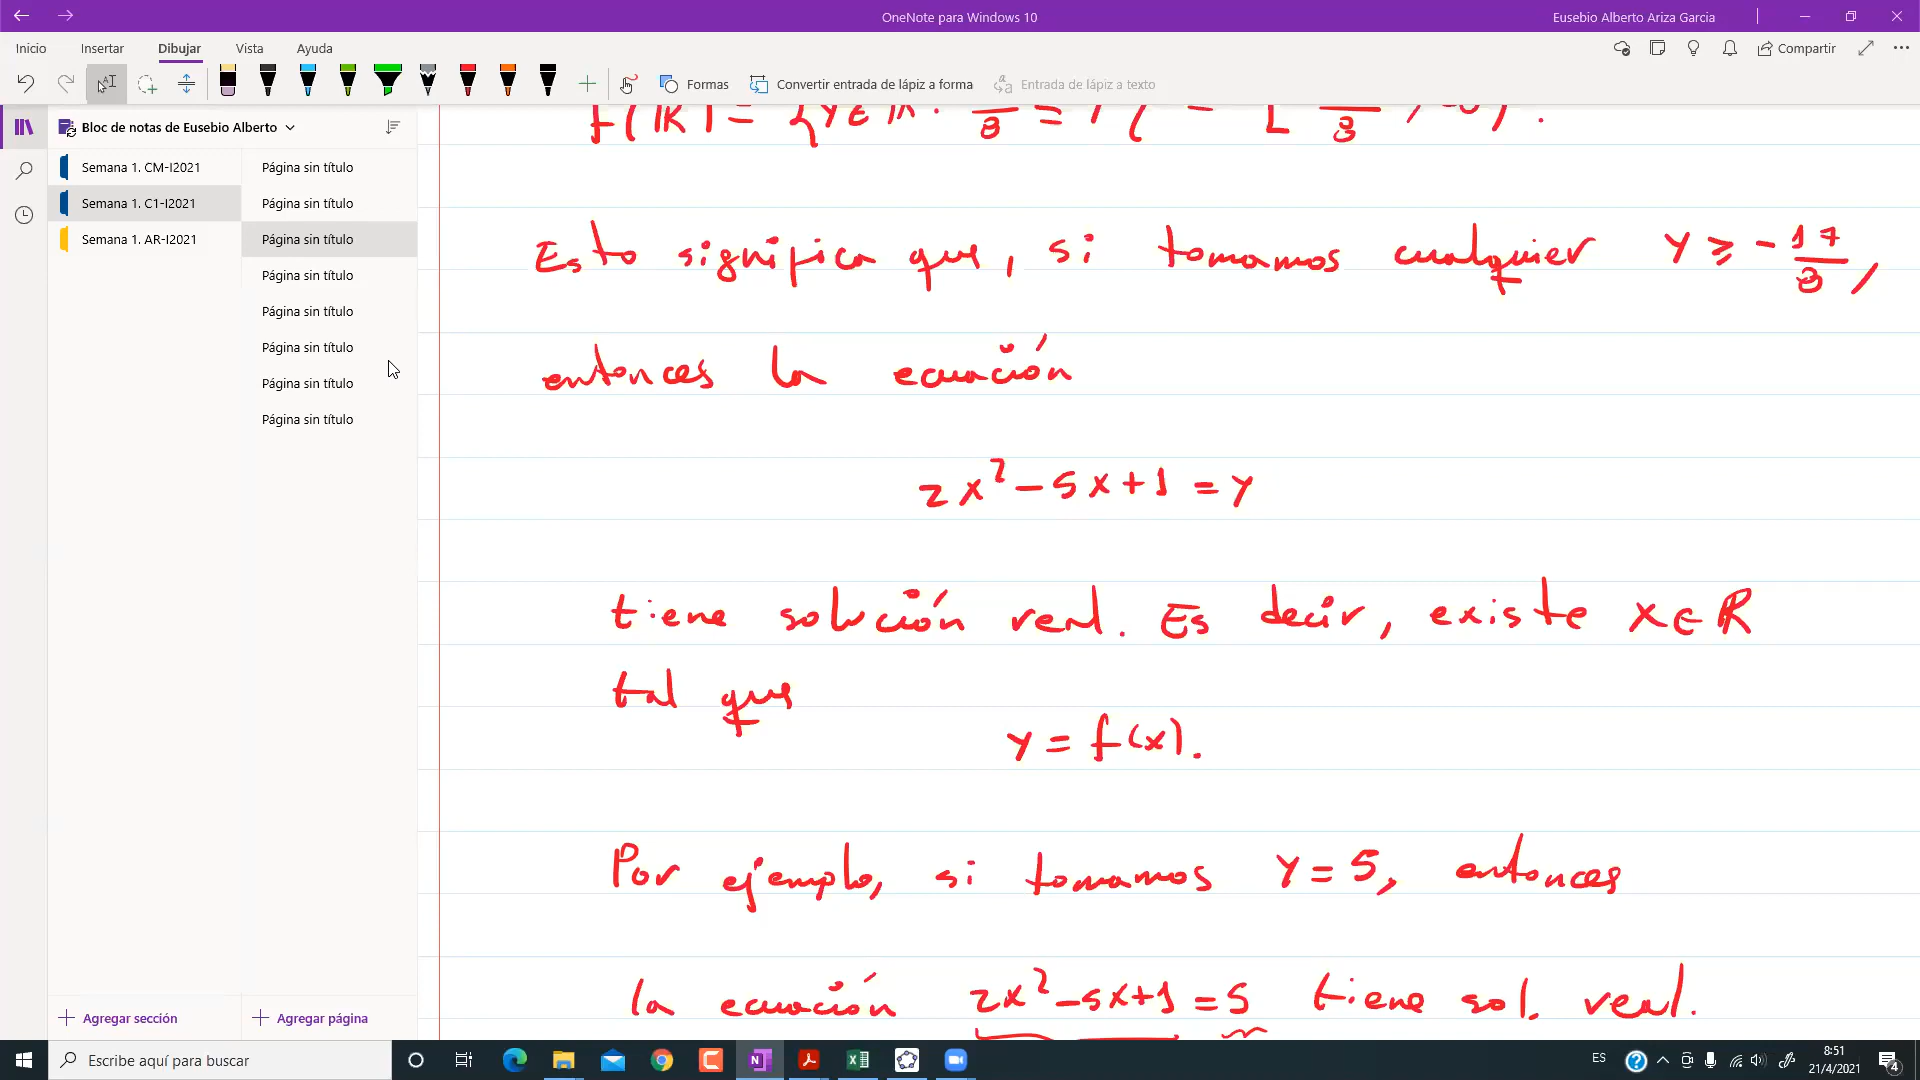 OneNote para Windows 10
Eusebio Alberto Ariza Garcia
Inicio Insertar Dibujar Vista Ayuda
Compartir
Formas Convertir entrada de lápiz a forma Entrada de lápiz a texto
Bloc de notas de Eusebio Alberto
Semana 1. CM-I2021
Semana 1. C1-I2021
Semana 1. AR-I2021
Página sin título
Página sin título
Página sin título
Página sin título
Página sin título
Página sin título
Página sin título
Página sin título
Agregar sección
Agregar página
Esto significa que, si tomamos cualquier y ≥ -17/8,
entonces la ecuación
2x² - 5x + 1 = y
tiene solución real. Es decir, existe x ∈ R
tal que
y = f(x).
Por ejemplo, si tomamos y = 5, entonces
la ecuación 2x² - 5x + 1 = 5 tiene sol. real.
Escribe aquí para buscar
ES
8:51
21/4/2021
4